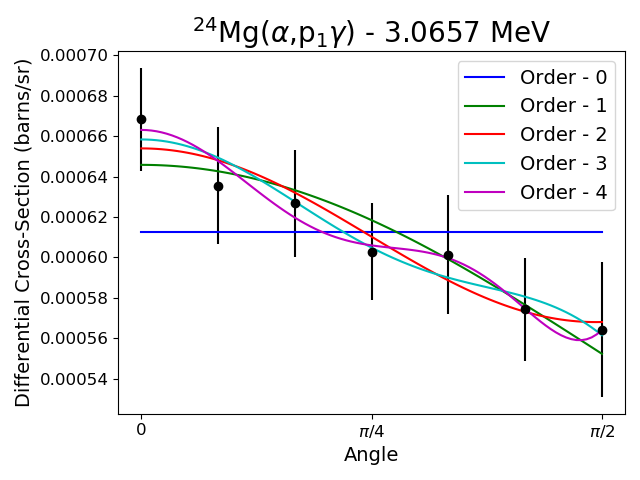 ²⁴Mg(α,p₁γ) - 3.0657 MeV
Differential Cross-Section (barns/sr)
0.00070
0.00068
0.00066
0.00064
0.00062
0.00060
0.00058
0.00056
0.00054
Order - 0
Order - 1
Order - 2
Order - 3
Order - 4
0
π/4
π/2
Angle